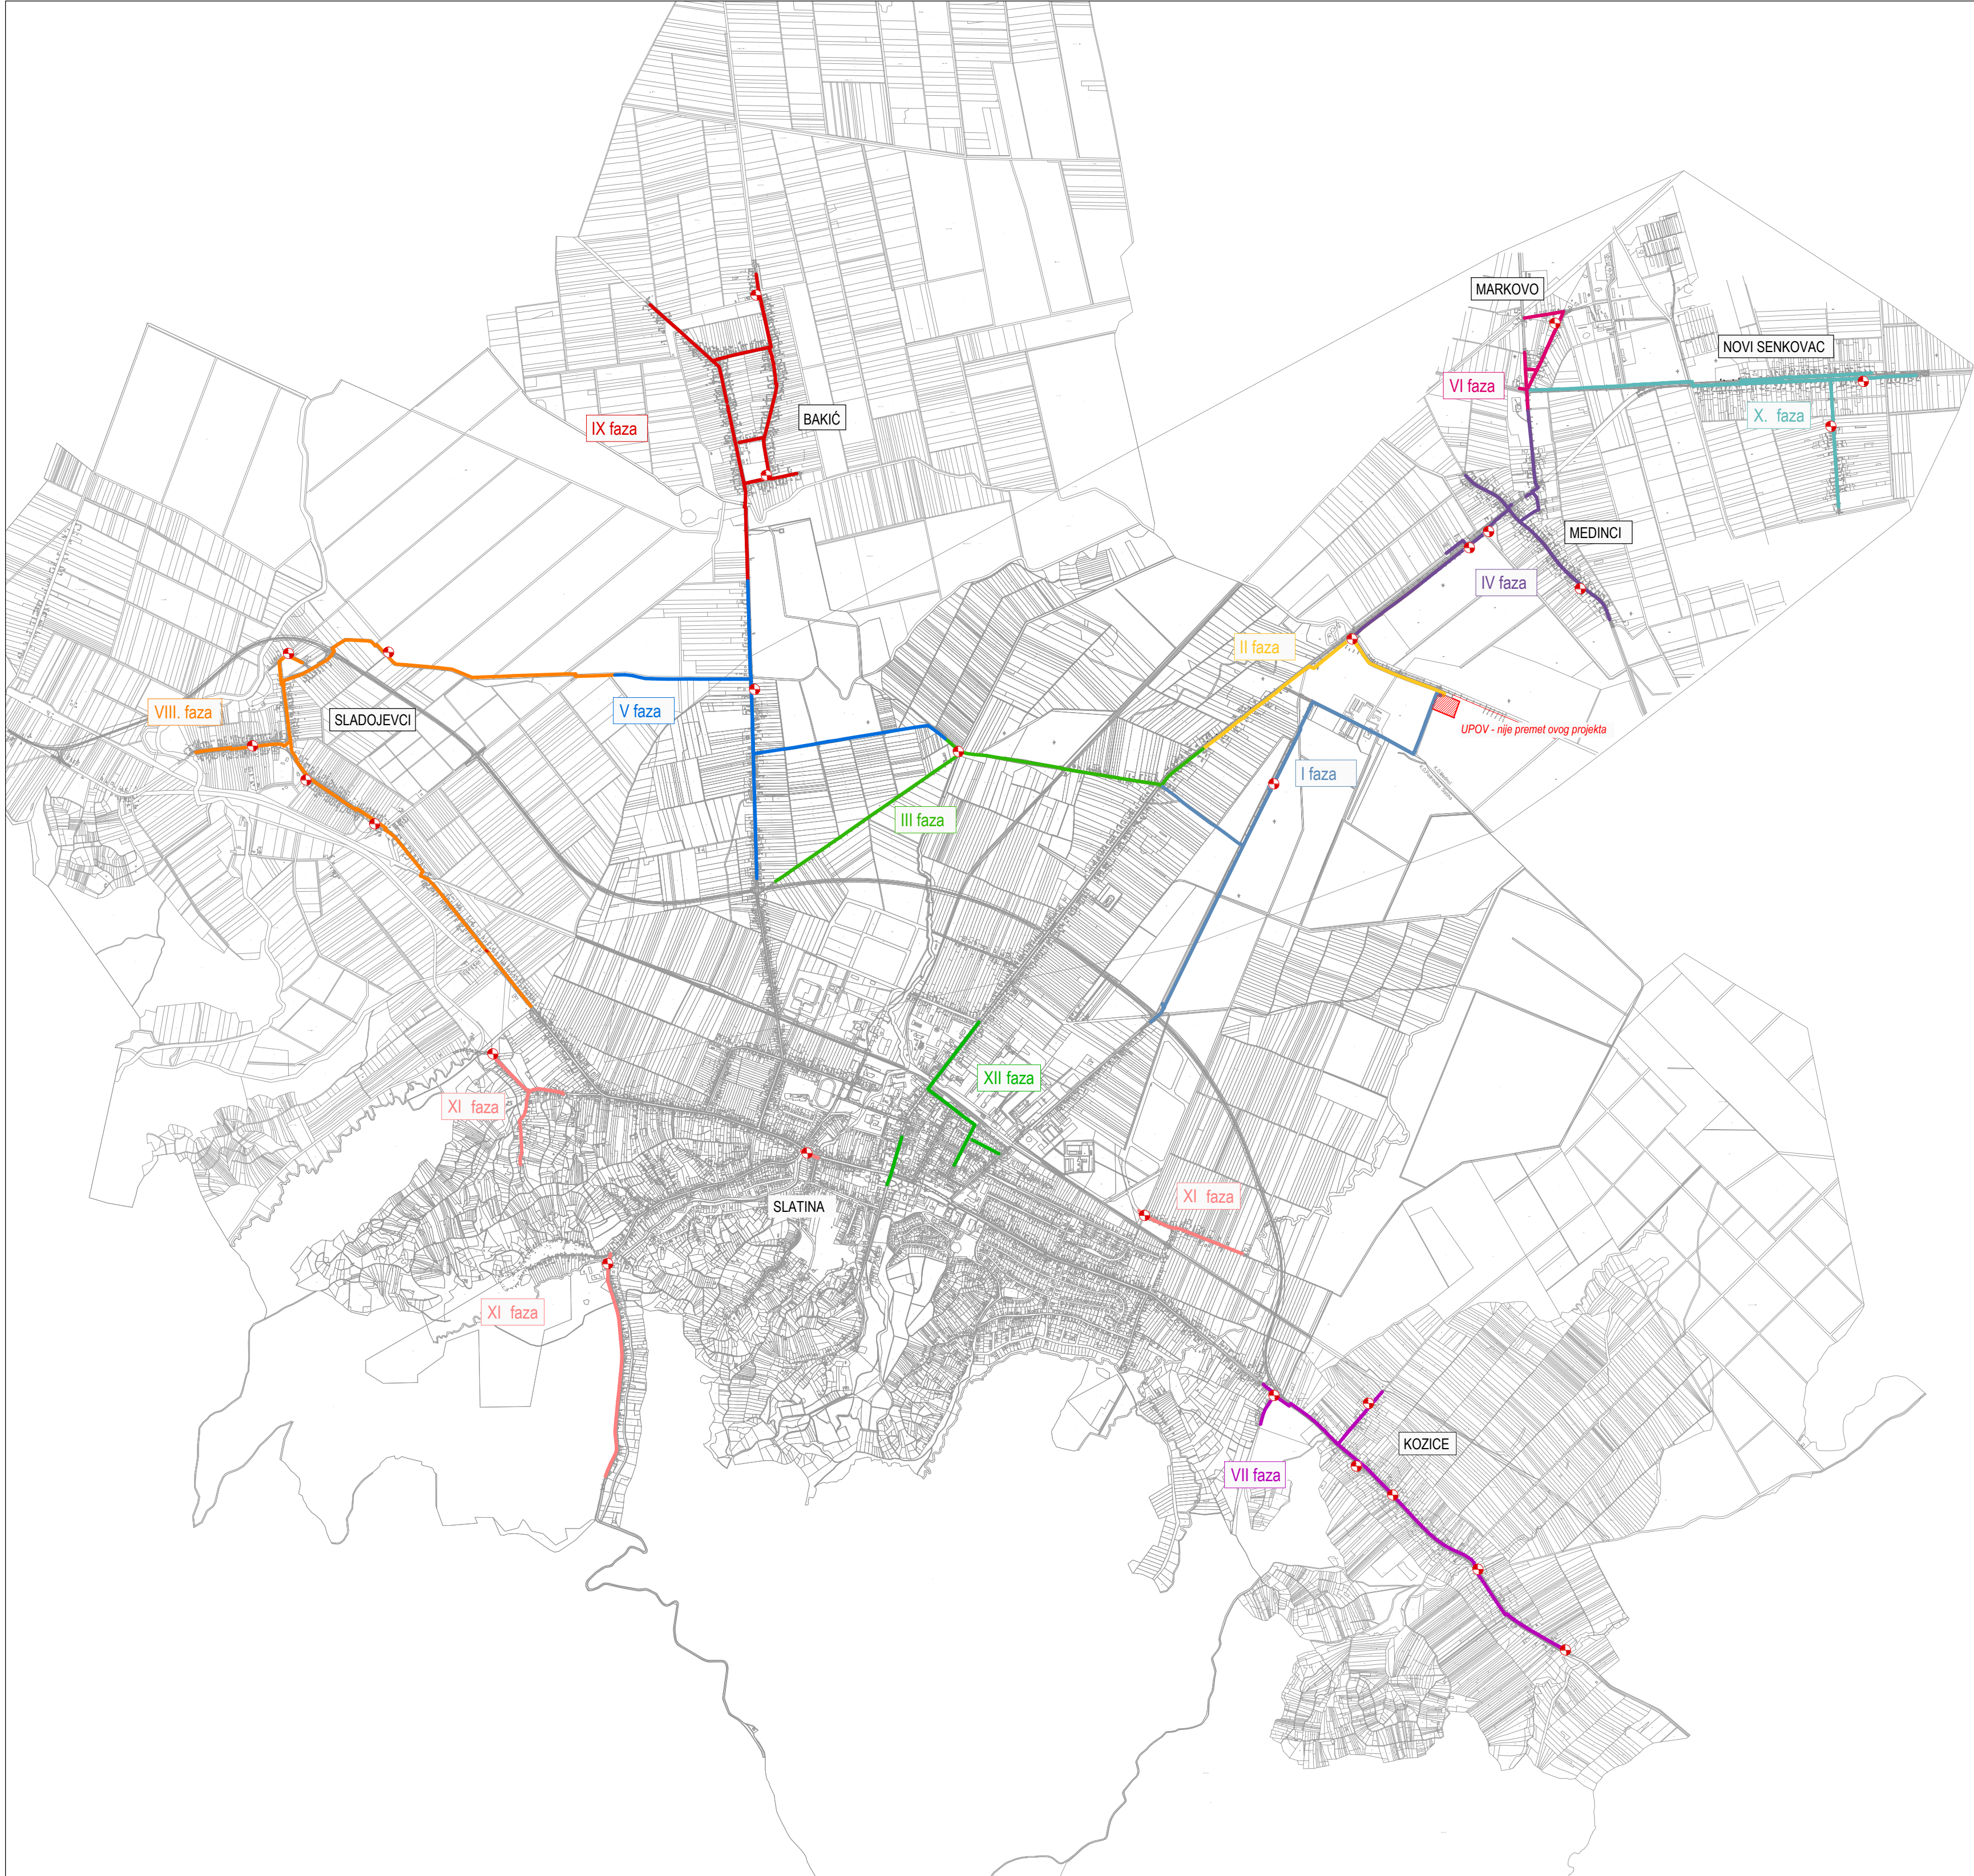 MARKOVO
NOVI SENKOVAC
VI faza
X. faza
BAKIĆ
IX faza
MEDINCI
IV faza
II faza
VIII. faza
SLADOJEVCI
V faza
UPOV - nije premet ovog projekta
I faza
III faza
XII faza
XI faza
XI faza
SLATINA
XI faza
KOZICE
VII faza